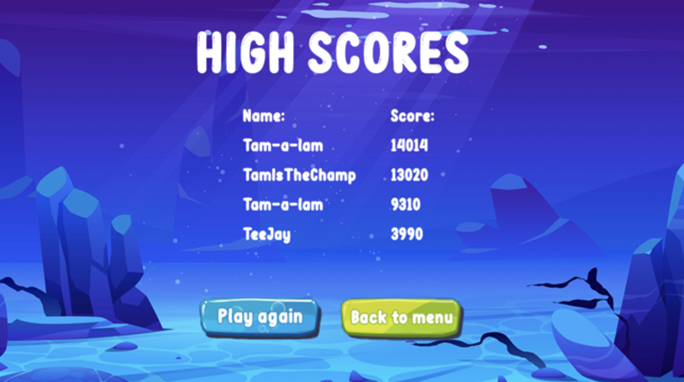 HIGH SCORES
Name: Score:
Tam-a-lam 14014
TamIsTheChamp 13020
Tam-a-lam 9310
TeeJay 3990
Play again Back to menu